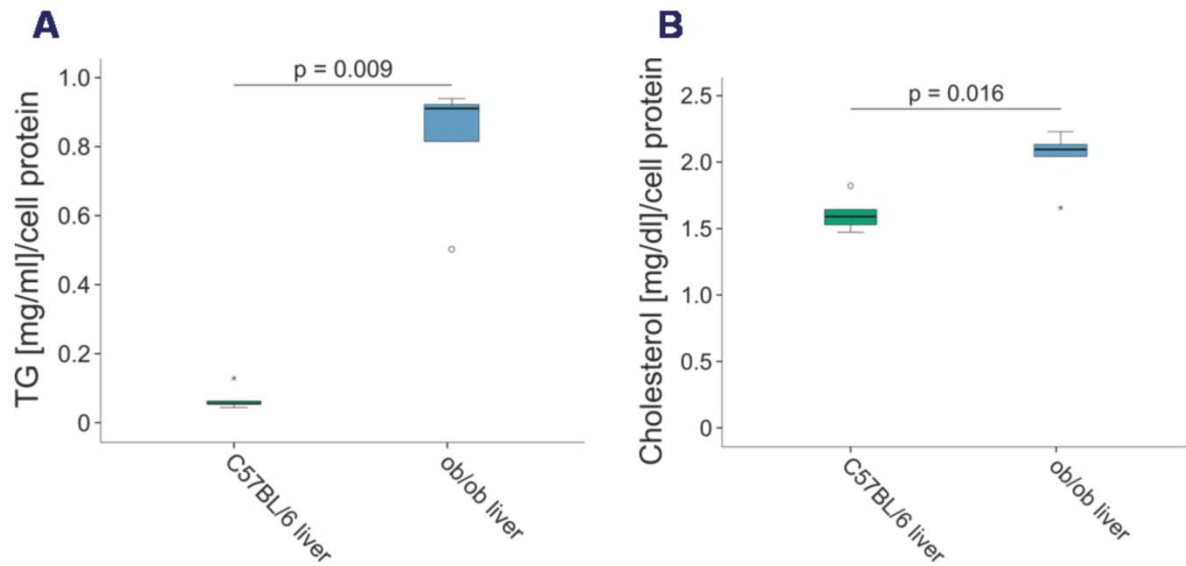 A
p = 0.009
TG [mg/ml]/cell protein
1.0
0.8
0.6
0.4
0.2
0
C57BL/6 liver
ob/ob liver
B
p = 0.016
Cholesterol [mg/dl]/cell protein
2.5
2.0
1.5
1.0
0.5
0
C57BL/6 liver
ob/ob liver